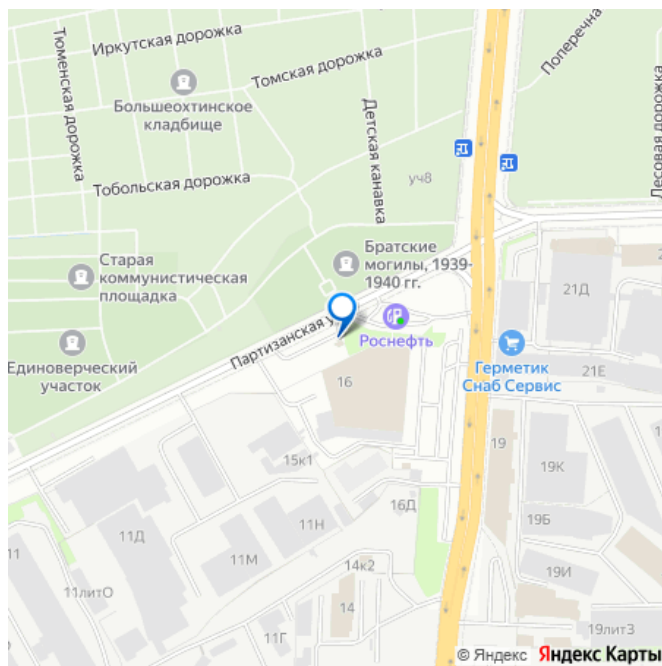 Иркутская дорожка
Тюменская дорожка
Большеохтинское
кладбище
Томская дорожка
Детская канавка
Поперечна
Лесовая дорожка
Тобольская дорожка
уч8
Старая
коммунистическая
площадка
Братские
могилы, 1939-
1940 гг.
21Д
Партизанская у
Роснефть
Единоверческий
участок
Герметик
Снаб Сервис
21Е
16
19
15к1
19К
16Д
11Д
11Н
19Б
11
11М
14к2
19И
11литО
14
11Г
19литЗ
© Яндекс Яндекс Карты